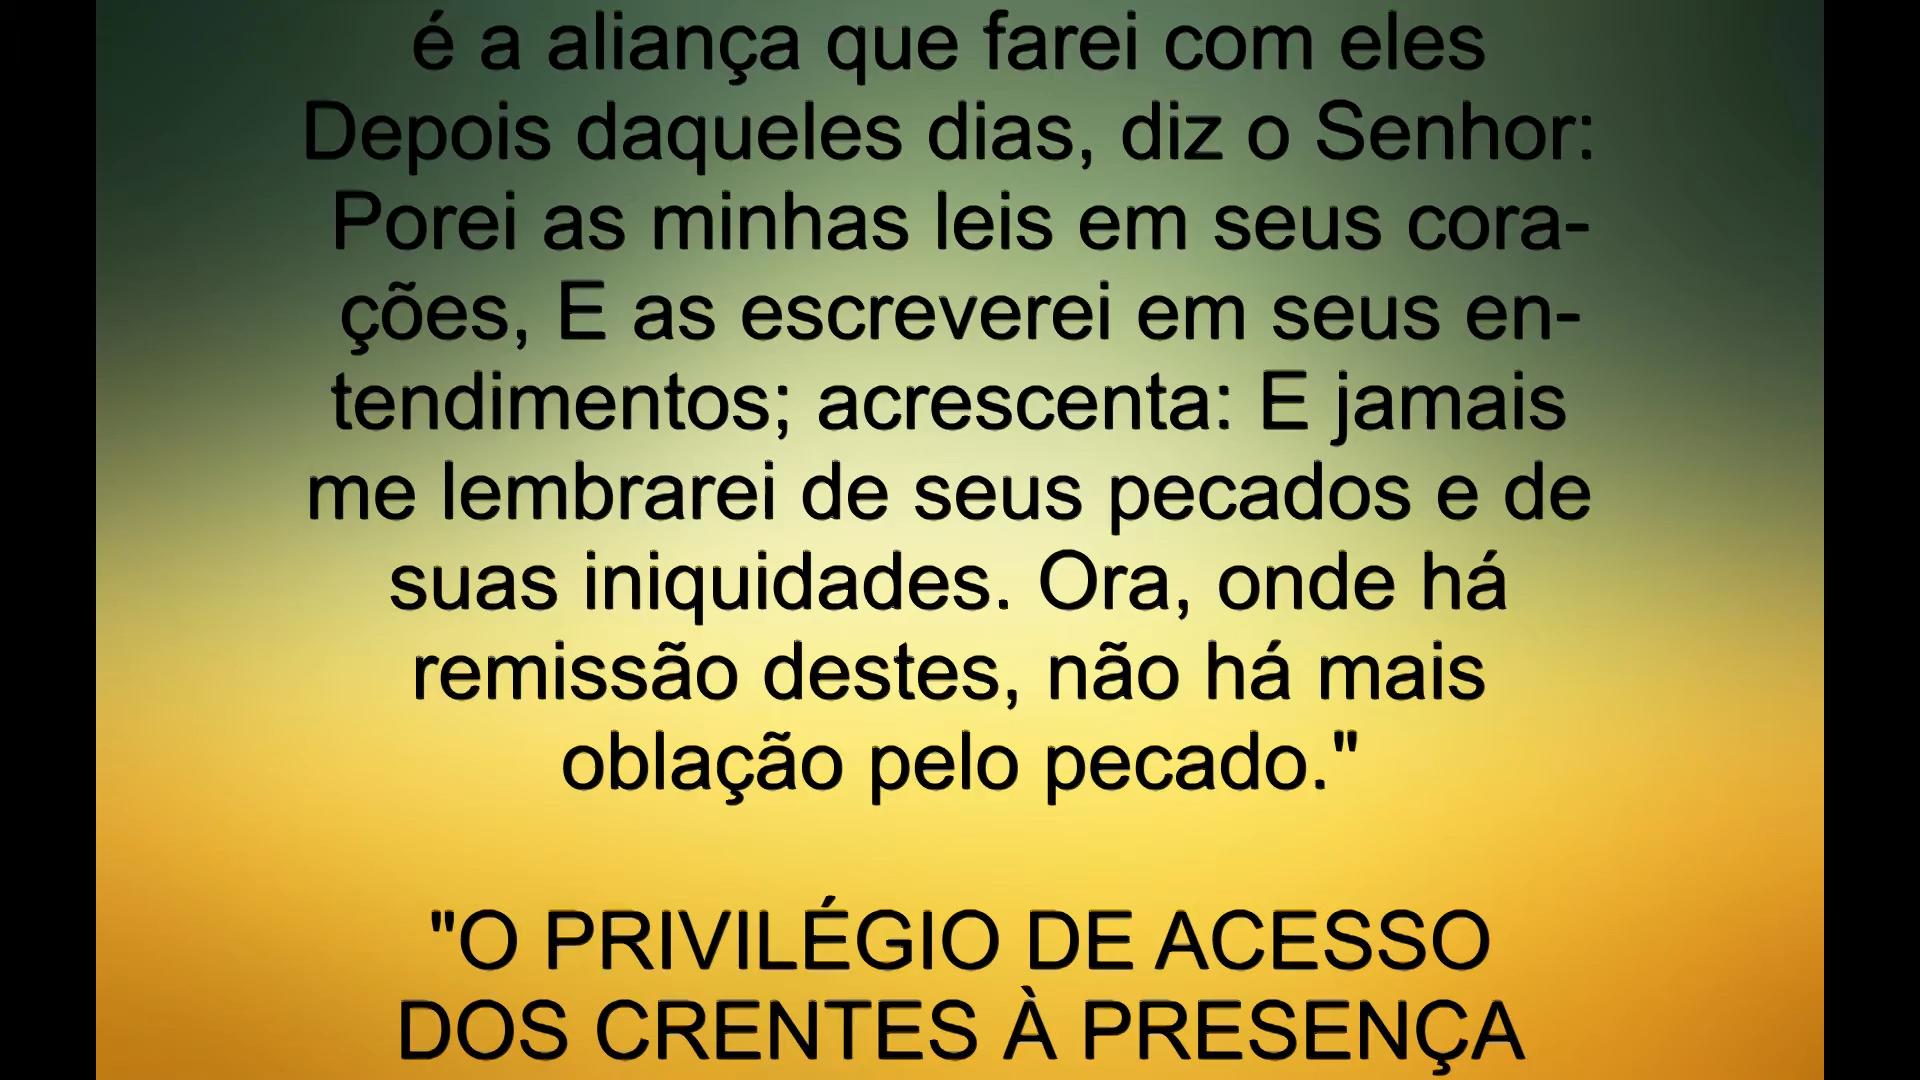 é a aliança que farei com eles
Depois daqueles dias, diz o Senhor:
Porei as minhas leis em seus cora-
ções, E as escreverei em seus en-
tendimentos; acrescenta: E jamais
me lembrarei de seus pecados e de
suas iniquidades. Ora, onde há
remissão destes, não há mais
oblação pelo pecado."
"O PRIVILÉGIO DE ACESSO
DOS CRENTES À PRESENÇA